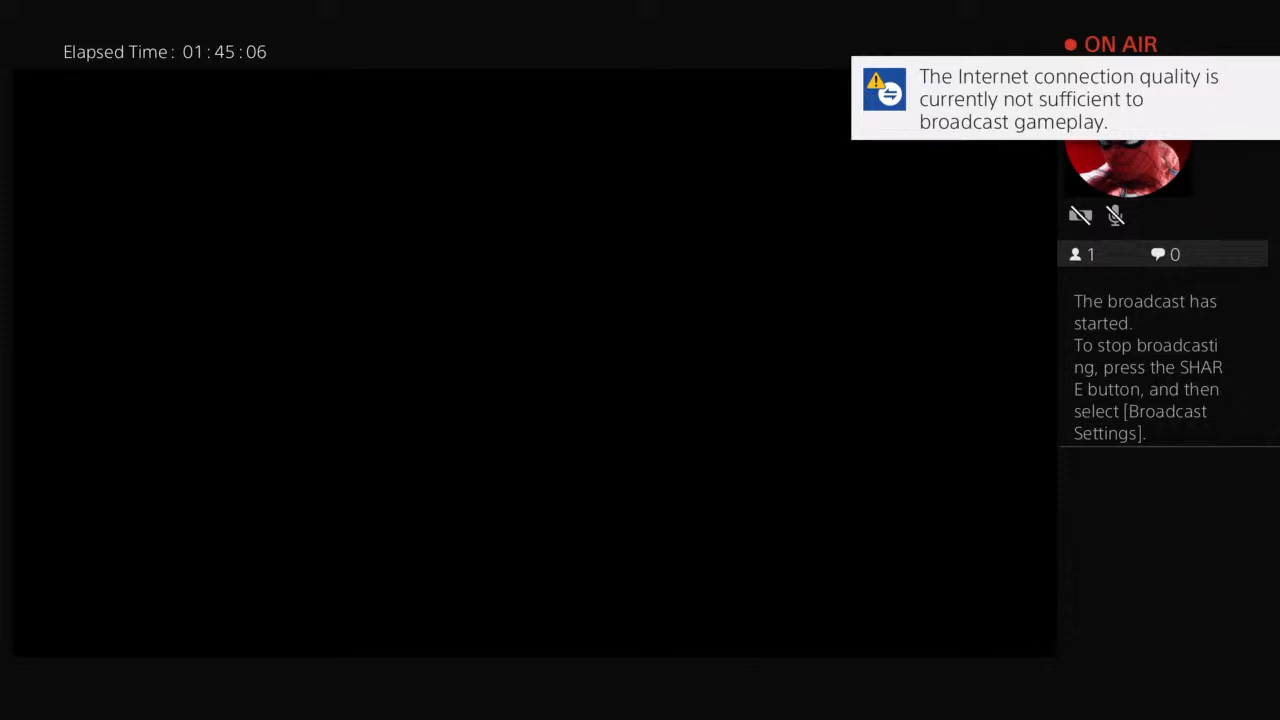 Elapsed Time: 01:45:06
ON AIR
The Internet connection quality is
currently not sufficient to
broadcast gameplay.
1 0
The broadcast has
started.
To stop broadcasti
ng, press the SHAR
E button, and then
select [Broadcast
Settings].